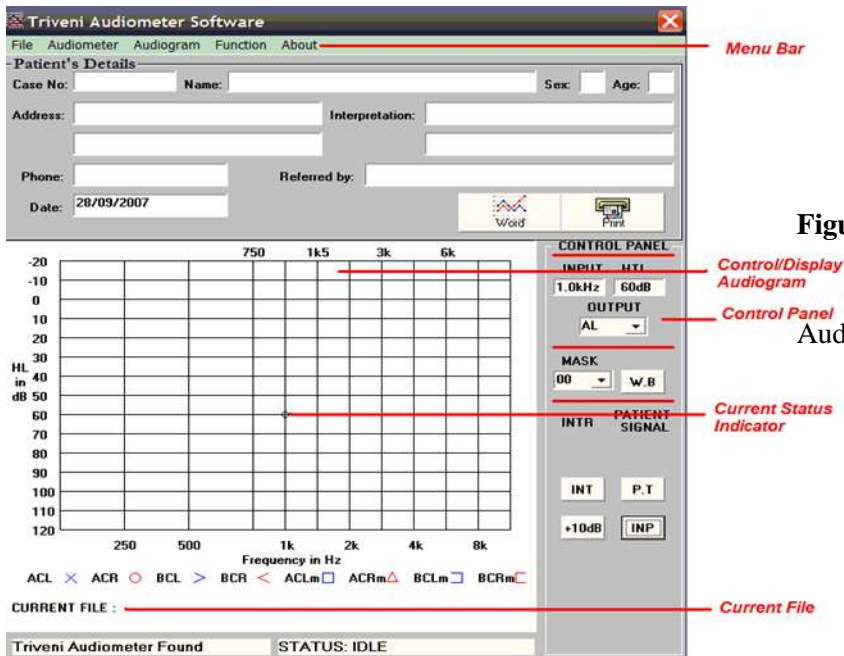 Triveni Audiometer Software
File Audiometer Audiogram Function About
Menu Bar
Patient's Details
Case No: Name: Sex: Age:
Address: Interpretation:
Phone: Referred by:
Date: 28/09/2007
Word Print
Figu
CONTROL PANEL
750 1k5 3k 6k
INPUT HTL
Control/Display
Audiogram
1.0kHz 60dB
OUTPUT
Control Panel
AL
Aud
MASK
00 W.B
Current Status
Indicator
INTR PATIENT
SIGNAL
INT P.T
+10dB INP
-20
-10
0
10
20
30
40
50
60
70
80
90
100
110
120
HL
in
dB
250 500 1k 2k 4k 8k
Frequency in Hz
ACL ACR BCL BCR ACLm ACRm BCLm BCRm
CURRENT FILE :
Current File
Triveni Audiometer Found STATUS: IDLE